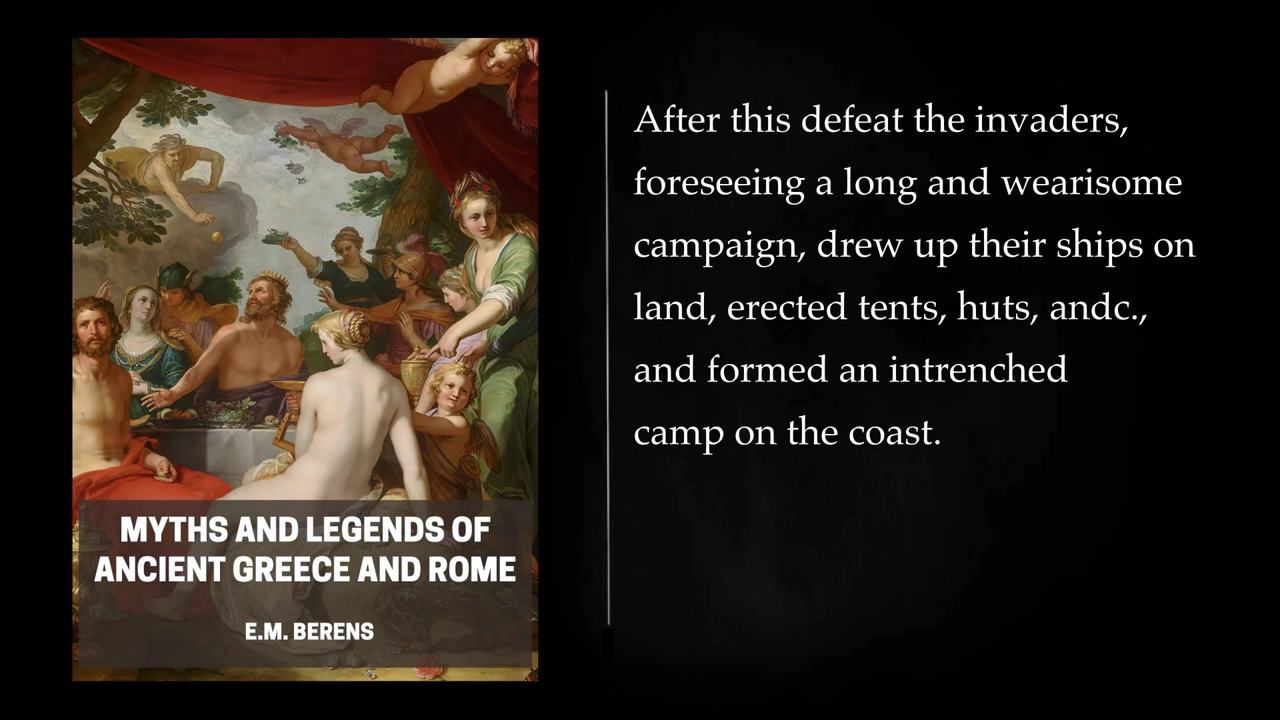 MYTHS AND LEGENDS OF
ANCIENT GREECE AND ROME
E.M. BERENS
After this defeat the invaders,
foreseeing a long and wearisome
campaign, drew up their ships on
land, erected tents, huts, andc.,
and formed an intrenched
camp on the coast.